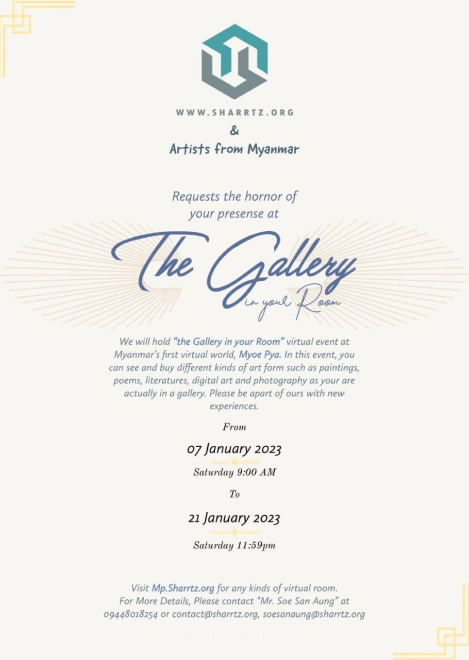 WWW.SHARRTZ.ORG
&
Artists from Myanmar
Requests the hornor of
your presense at
The Gallery
in your Room
We will hold "the Gallery in your Room" virtual event at
Myanmar's first virtual world, Myoe Pya. In this event, you
can see and buy different kinds of art form such as paintings,
poems, literatures, digital art and photography as your are
actually in a gallery. Please be apart of ours with new
experiences.
From
07 January 2023
Saturday 9:00 AM
To
21 January 2023
Saturday 11:59pm
Visit Mp.Sharrtz.org for any kinds of virtual room.
For More Details, Please contact "Mr. Soe San Aung" at
09448018254 or contact@sharrtz.org, soesanaung@sharrtz.org